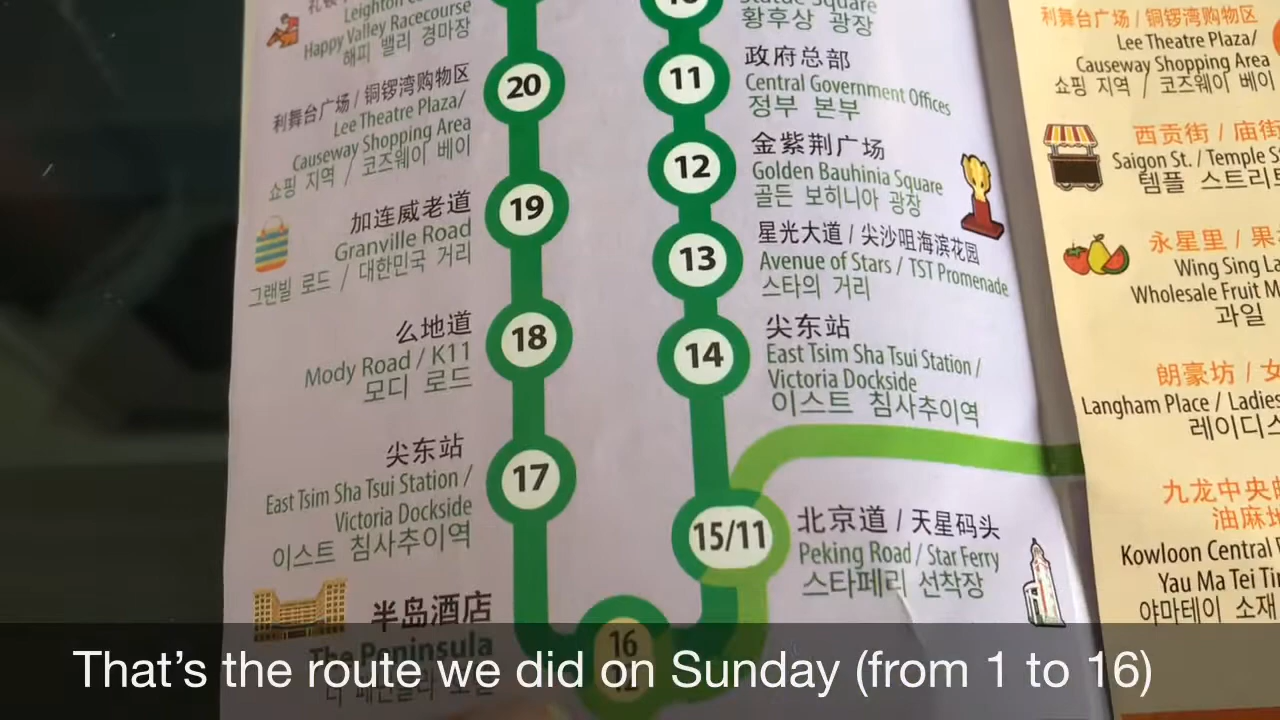 Leighton
Happy Valley Racecourse
해피 밸리 경마장
20
利舞台广场 / 铜锣湾购物区
Lee Theatre Plaza/
Causeway Shopping Area
쇼핑 지역 / 코즈웨이 베이
19
加连威老道
Granville Road
그랜빌 로드 / 대한민국 거리
18
么地道
Mody Road / K11
모디 로드
17
尖东站
East Tsim Sha Tsui Station /
Victoria Dockside
이스트 침사추이역
半岛酒店
The Peninsula
16
12
Statue Square
황후상 광장
11
政府总部
Central Government Offices
정부 본부
12
金紫荆广场
Golden Bauhinia Square
골든 보히니아 광장
13
星光大道 / 尖沙咀海滨花园
Avenue of Stars / TST Promenade
스타의 거리
14
尖东站
East Tsim Sha Tsui Station /
Victoria Dockside
이스트 침사추이역
15/11
北京道 / 天星码头
Peking Road / Star Ferry
스타페리 선착장
利舞台广场 / 铜锣湾购物区
Lee Theatre Plaza/
Causeway Shopping Area
쇼핑 지역 / 코즈웨이 베이
西贡街 / 庙街
Saigon St. / Temple S
템플 스트리트
永星里 / 果
Wing Sing La
Wholesale Fruit M
과일
朗豪坊 / 女
Langham Place / Ladies
레이디스
九龙中央
油麻地
Kowloon Central
Yau Ma Tei Ti
야마테이 소재
That's the route we did on Sunday (from 1 to 16)